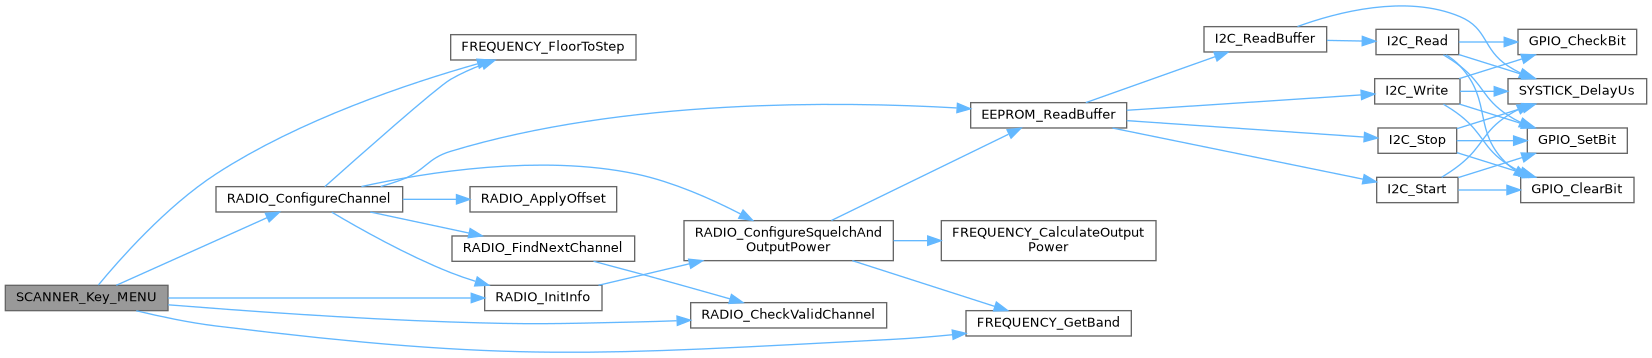 SCANNER_Key_MENU
FREQUENCY_FloorToStep
RADIO_ConfigureChannel
RADIO_ApplyOffset
RADIO_FindNextChannel
RADIO_InitInfo
RADIO_ConfigureSquelchAnd
OutputPower
RADIO_CheckValidChannel
EEPROM_ReadBuffer
FREQUENCY_CalculateOutput
Power
FREQUENCY_GetBand
I2C_ReadBuffer
I2C_Read
I2C_Write
I2C_Stop
I2C_Start
GPIO_CheckBit
SYSTICK_DelayUs
GPIO_SetBit
GPIO_ClearBit